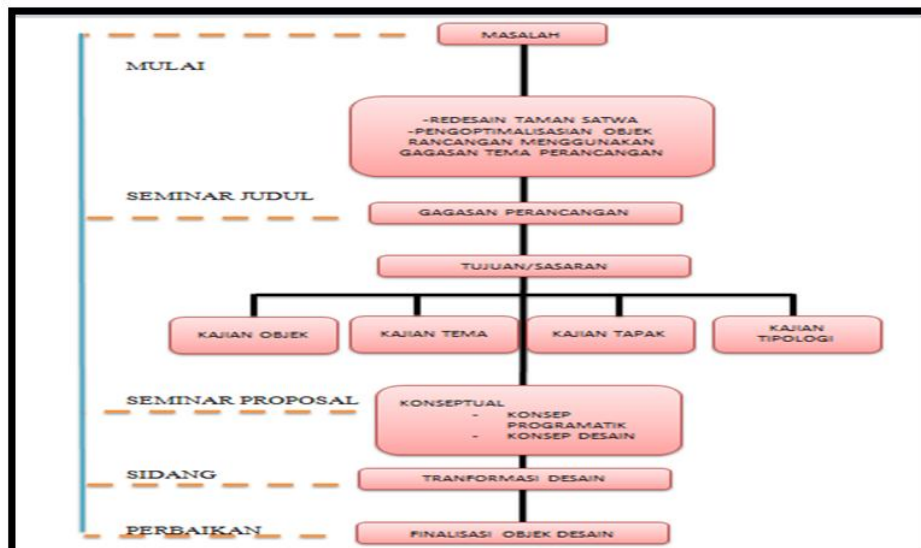 MASALAH
MULAI
-REDESAIN TAMAN SATWA
-PENGOPTIMALISASIAN OBJEK
RANCANGAN MENGGUNAKAN
GAGASAN TEMA PERANCANGAN
SEMINAR JUDUL
GAGASAN PERANCANGAN
TUJUAN/SASARAN
KAJIAN OBJEK
KAJIAN TEMA
KAJIAN TAPAK
KAJIAN
TIPOLOGI
SEMINAR PROPOSAL
KONSEPTUAL
- KONSEP
PROGRAMATIK
- KONSEP DESAIN
SIDANG
TRANFORMASI DESAIN
PERBAIKAN
FINALISASI OBJEK DESAIN